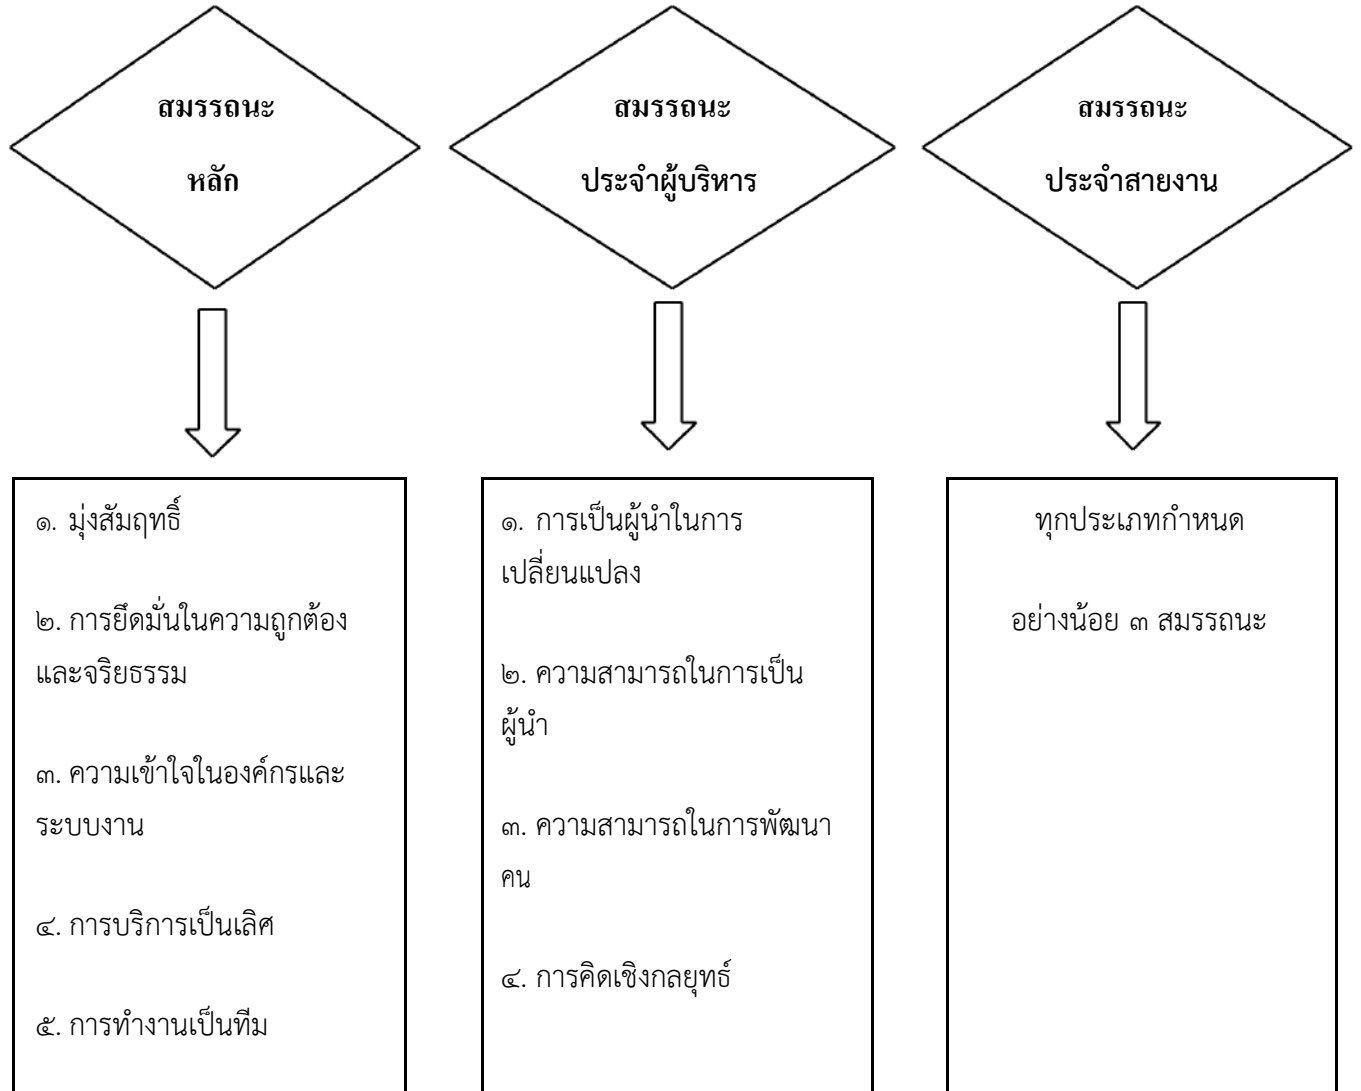 สมรรถนะ
หลัก
สมรรถนะ
ประจำผู้บริหาร
สมรรถนะ
ประจำสายงาน
๑. มุ่งสัมฤทธิ์
๒. การยึดมั่นในความถูกต้อง
และจริยธรรม
๓. ความเข้าใจในองค์กรและ
ระบบงาน
๔. การบริการเป็นเลิศ
๕. การทำงานเป็นทีม
๑. การเป็นผู้นำในการ
เปลี่ยนแปลง
๒. ความสามารถในการเป็น
ผู้นำ
๓. ความสามารถในการพัฒนา
คน
๔. การคิดเชิงกลยุทธ์
ทุกประเภทกำหนด
อย่างน้อย ๓ สมรรถนะ